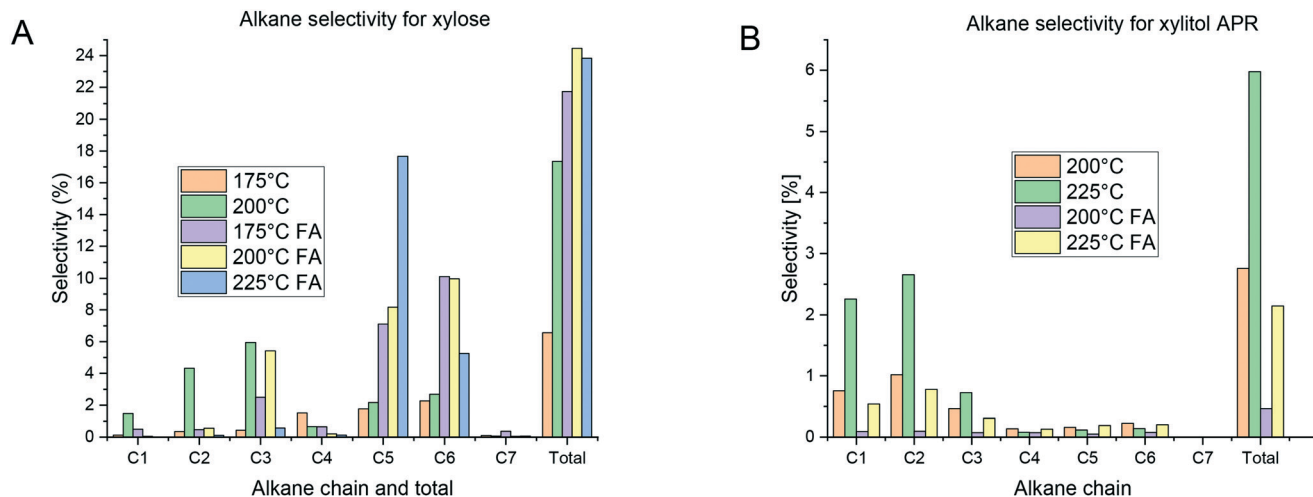 A
Alkane selectivity for xylose
24
22
20
18
16
14
12
10
8
6
4
2
0
Selectivity (%)
175°C
200°C
175°C FA
200°C FA
225°C FA
C1 C2 C3 C4 C5 C6 C7 Total
Alkane chain and total
B
Alkane selectivity for xylitol APR
6
5
4
3
2
1
0
Selectivity [%]
200°C
225°C
200°C FA
225°C FA
C1 C2 C3 C4 C5 C6 C7 Total
Alkane chain